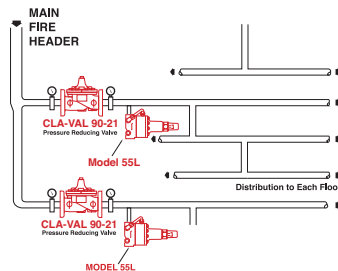 MAIN
FIRE
HEADER
CLA-VAL 90-21
Pressure Reducing Valve
Model 55L
Distribution to Each Floo
CLA-VAL 90-21
Pressure Reducing Valve
MODEL 55L